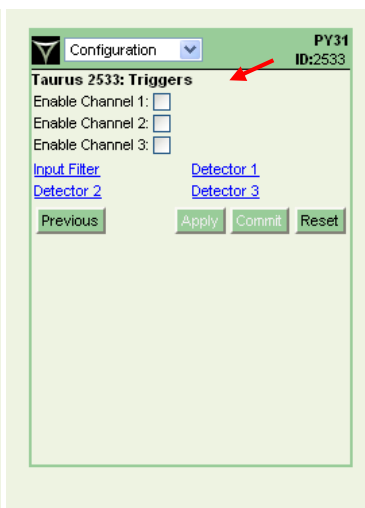 Configuration PY31
ID:2533
Taurus 2533: Triggers
Enable Channel 1:
Enable Channel 2:
Enable Channel 3:
Input Filter Detector 1
Detector 2 Detector 3
Previous Apply Commit Reset